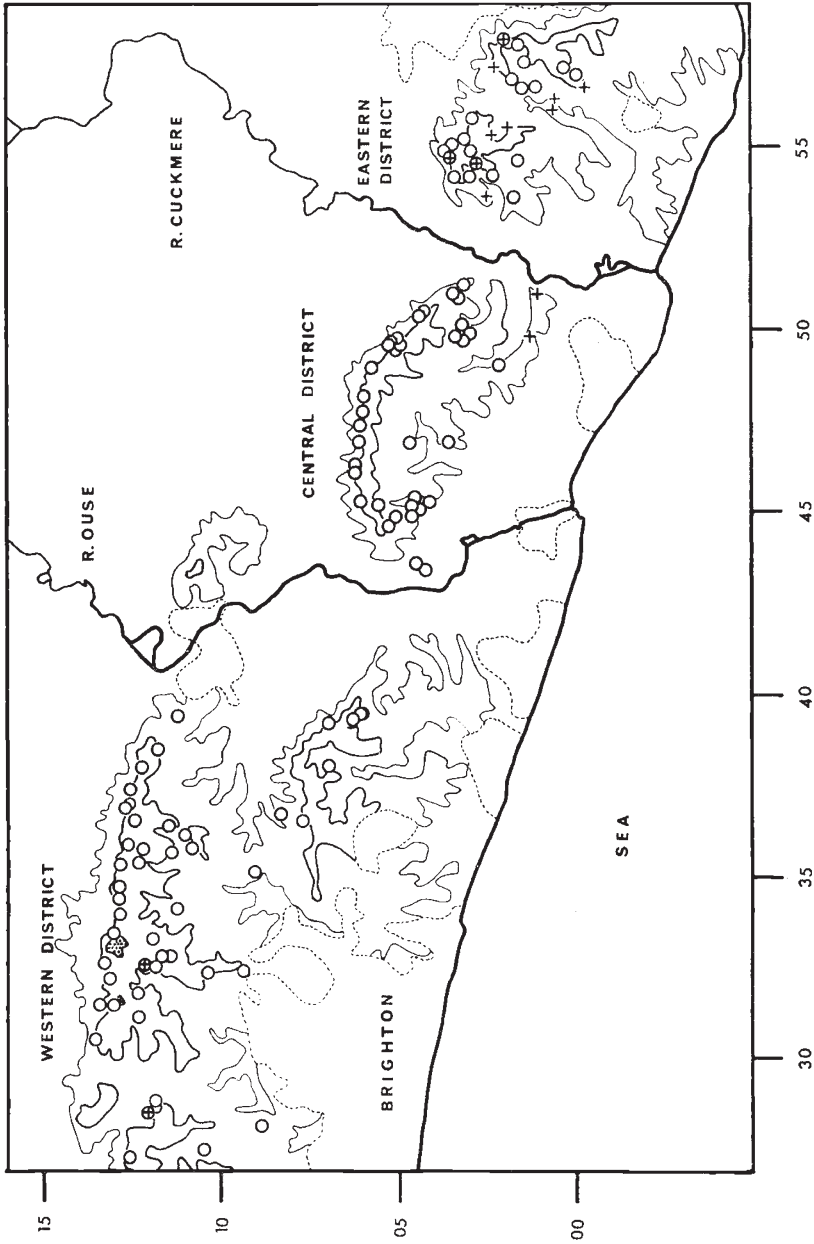 R. CUCKMERE
EASTERN
DISTRICT
CENTRAL DISTRICT
R. OUSE
WESTERN DISTRICT
BRIGHTON
SEA
55
50
45
40
35
30
15
10
05
00